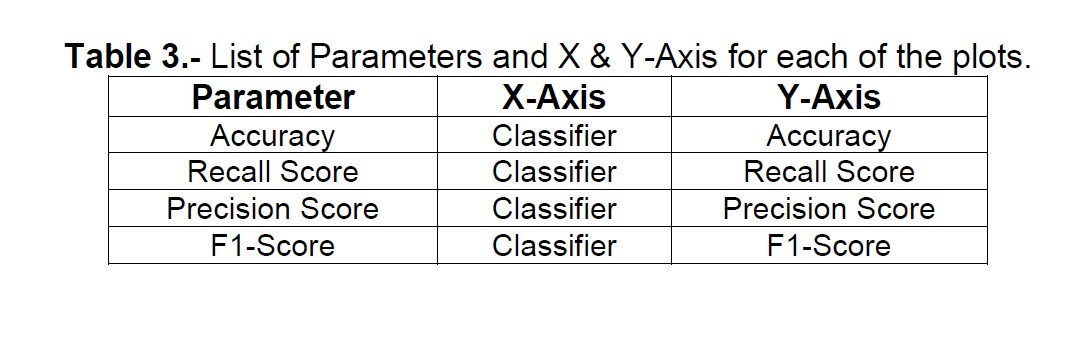 Table 3.- List of Parameters and X & Y-Axis for each of the plots.
Parameter X-Axis Y-Axis
Accuracy Classifier Accuracy
Recall Score Classifier Recall Score
Precision Score Classifier Precision Score
F1-Score Classifier F1-Score